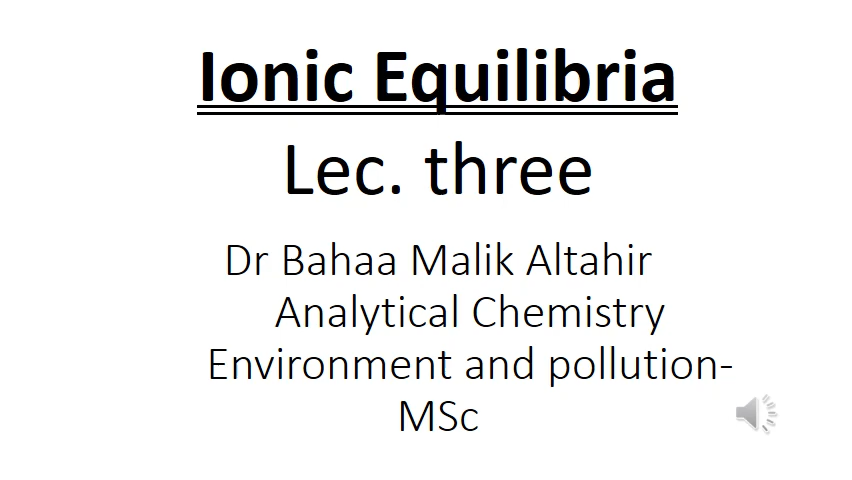 Ionic Equilibria
Lec. three
Dr Bahaa Malik Altahir
Analytical Chemistry
Environment and pollution-
MSc